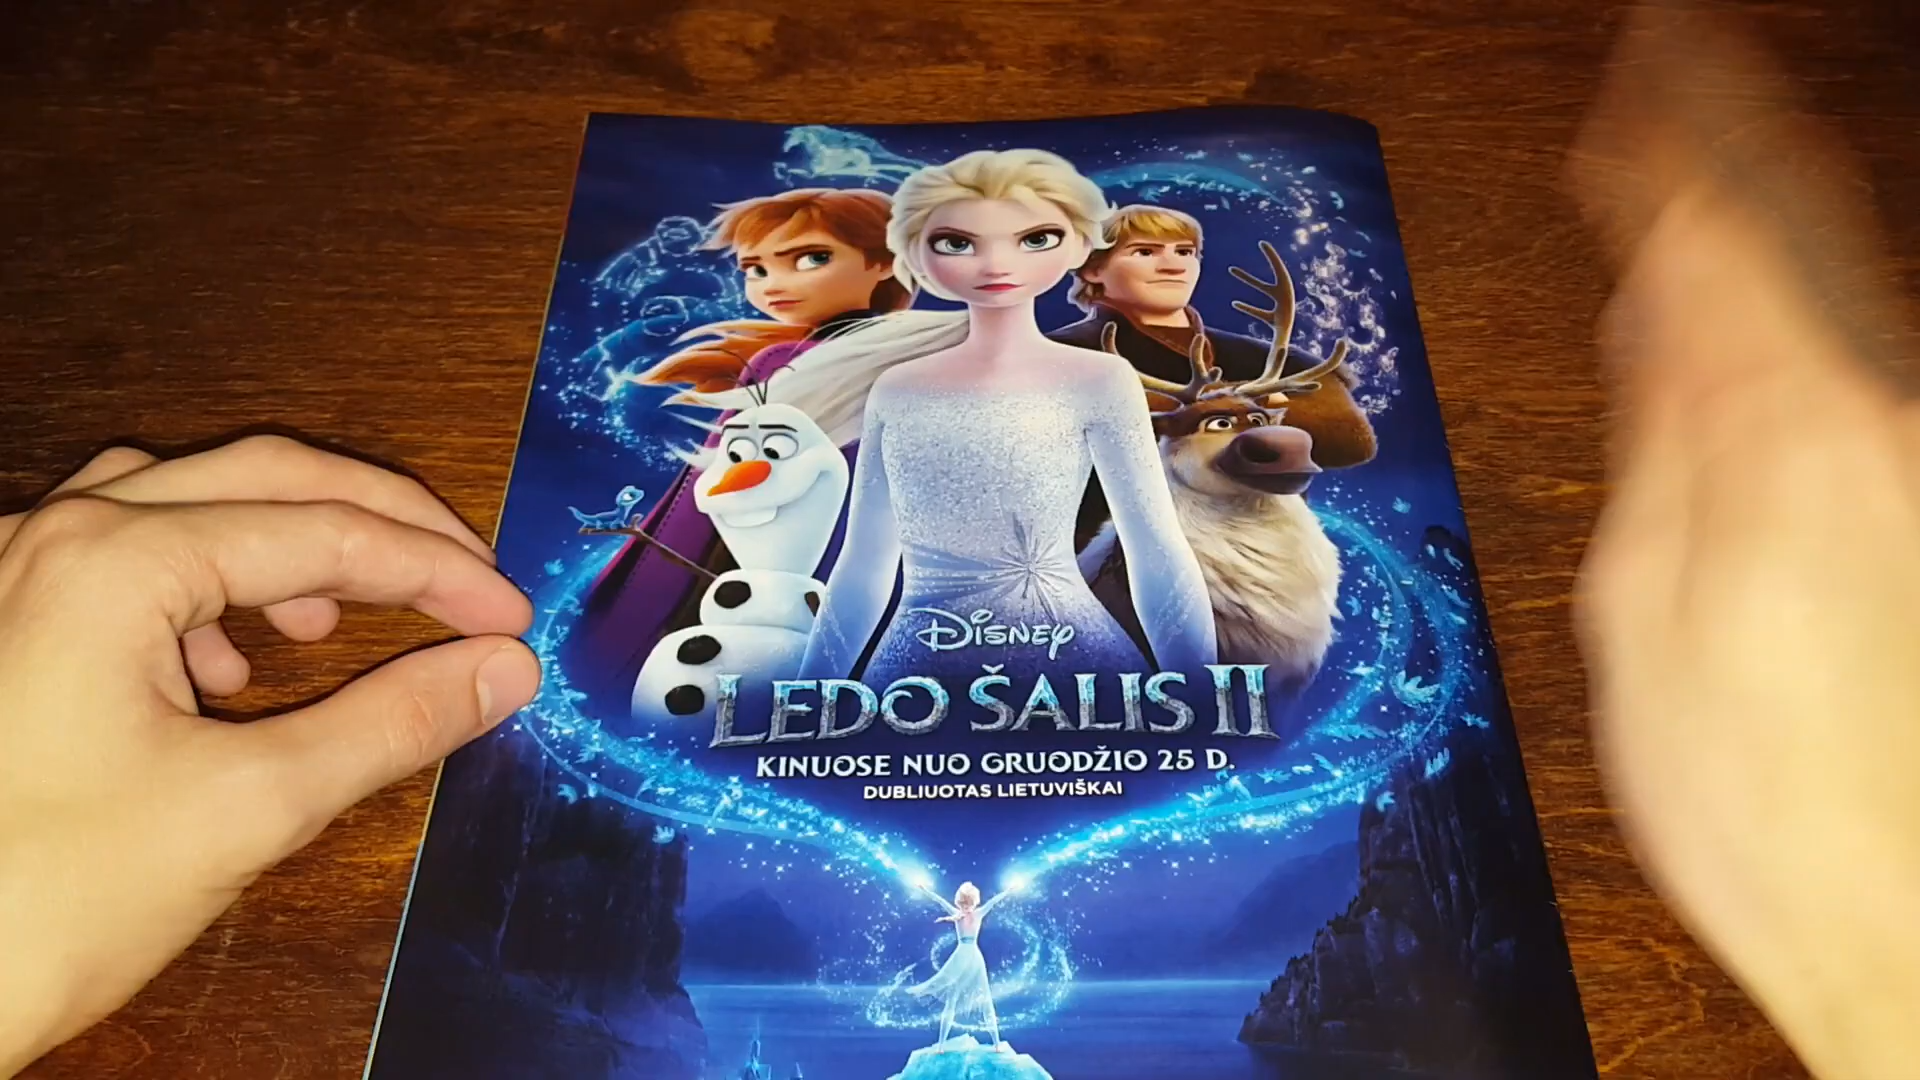 Disney
LEDO ŠALIS II
KINUOSE NUO GRUODŽIO 25 D.
DUBLIUOTAS LIETUVIŠKAI